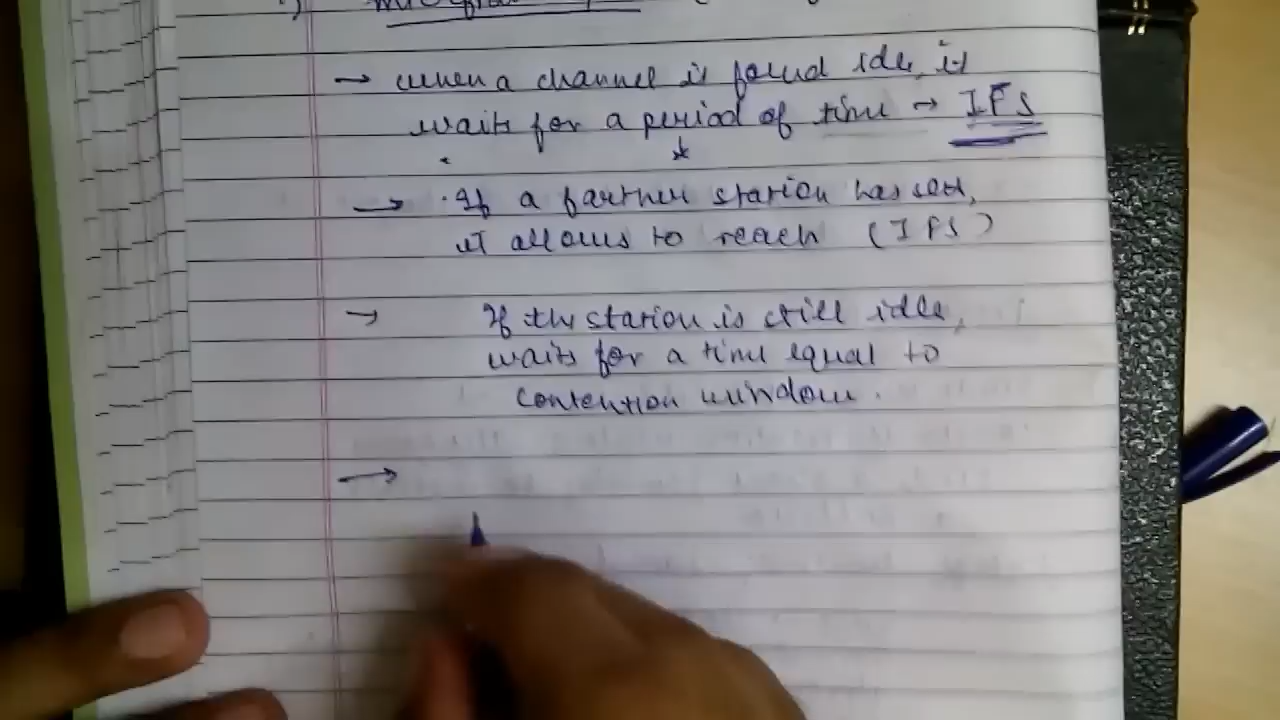 → when a channel is found idle, it
waits for a period of time → IFS
→ . If a farther station has sent,
it allows to reach (IFS)
→ If the station is still idle,
waits for a time equal to
contention window.
→